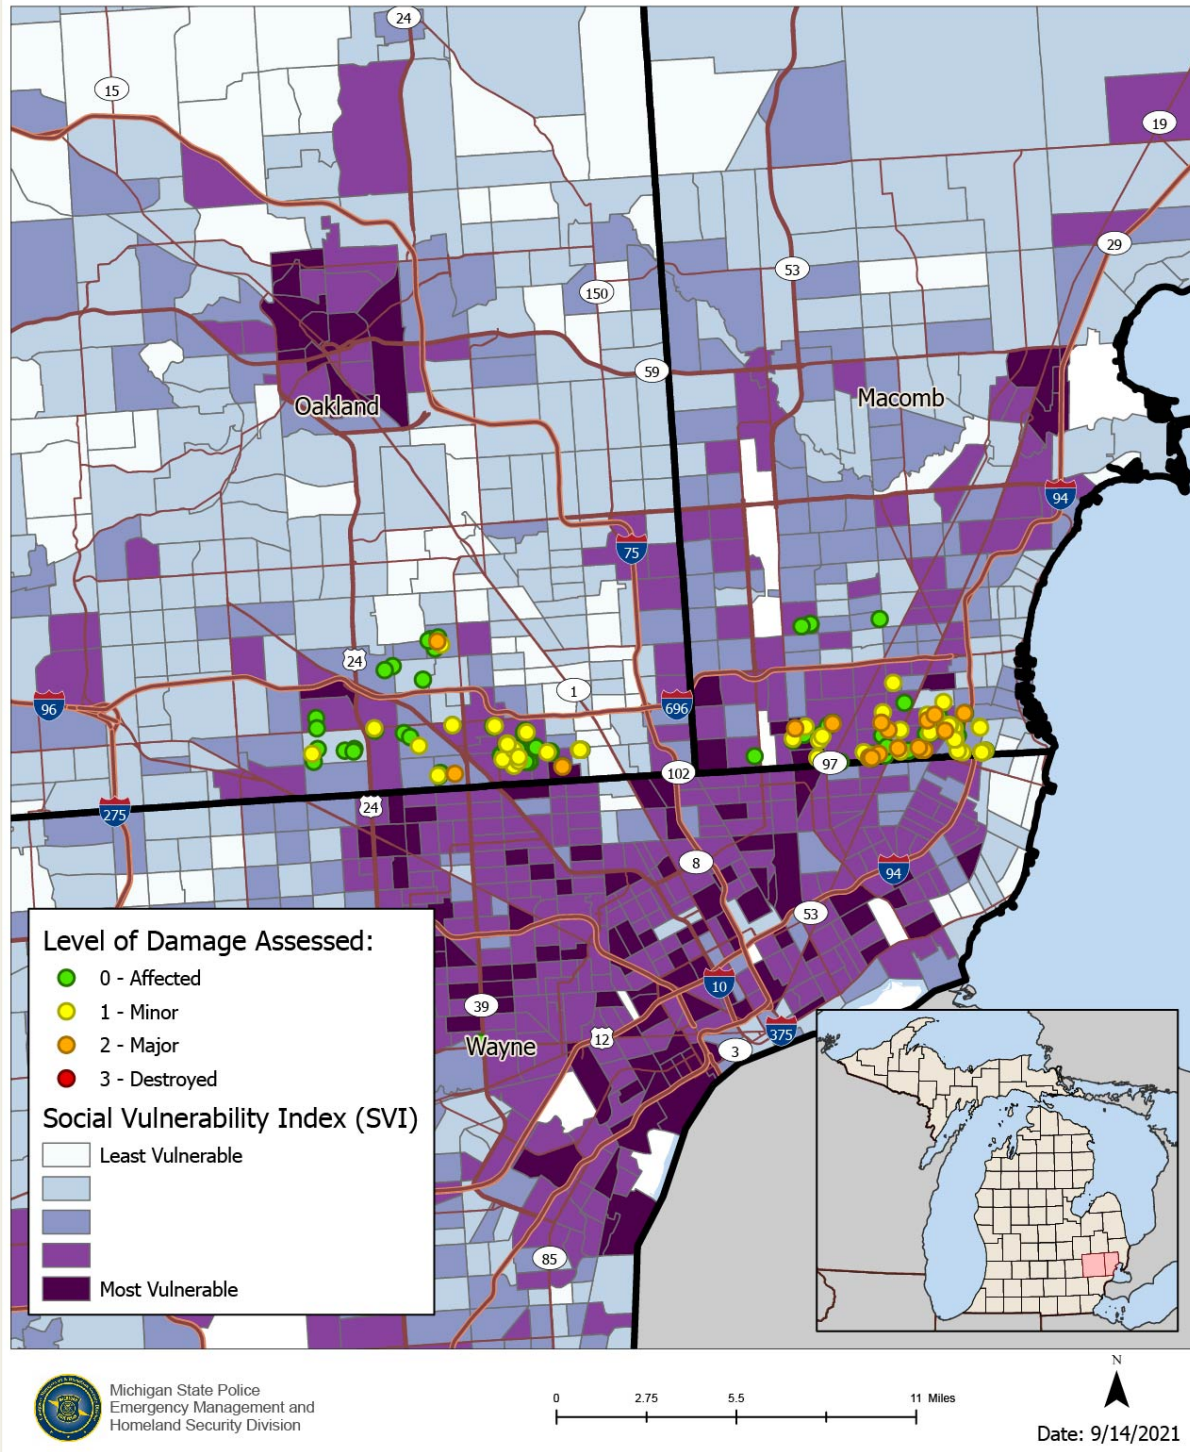 24
15
19
29
53
150
59
Oakland
Macomb
94
75
24
1
96
696
97
102
275
24
8
94
53
10
39
12
375
3
Wayne
85
Level of Damage Assessed:
0 - Affected
1 - Minor
2 - Major
3 - Destroyed
Social Vulnerability Index (SVI)
Least Vulnerable
Most Vulnerable
Michigan State Police
Emergency Management and
Homeland Security Division
0 2.75 5.5 11 Miles
N
Date: 9/14/2021